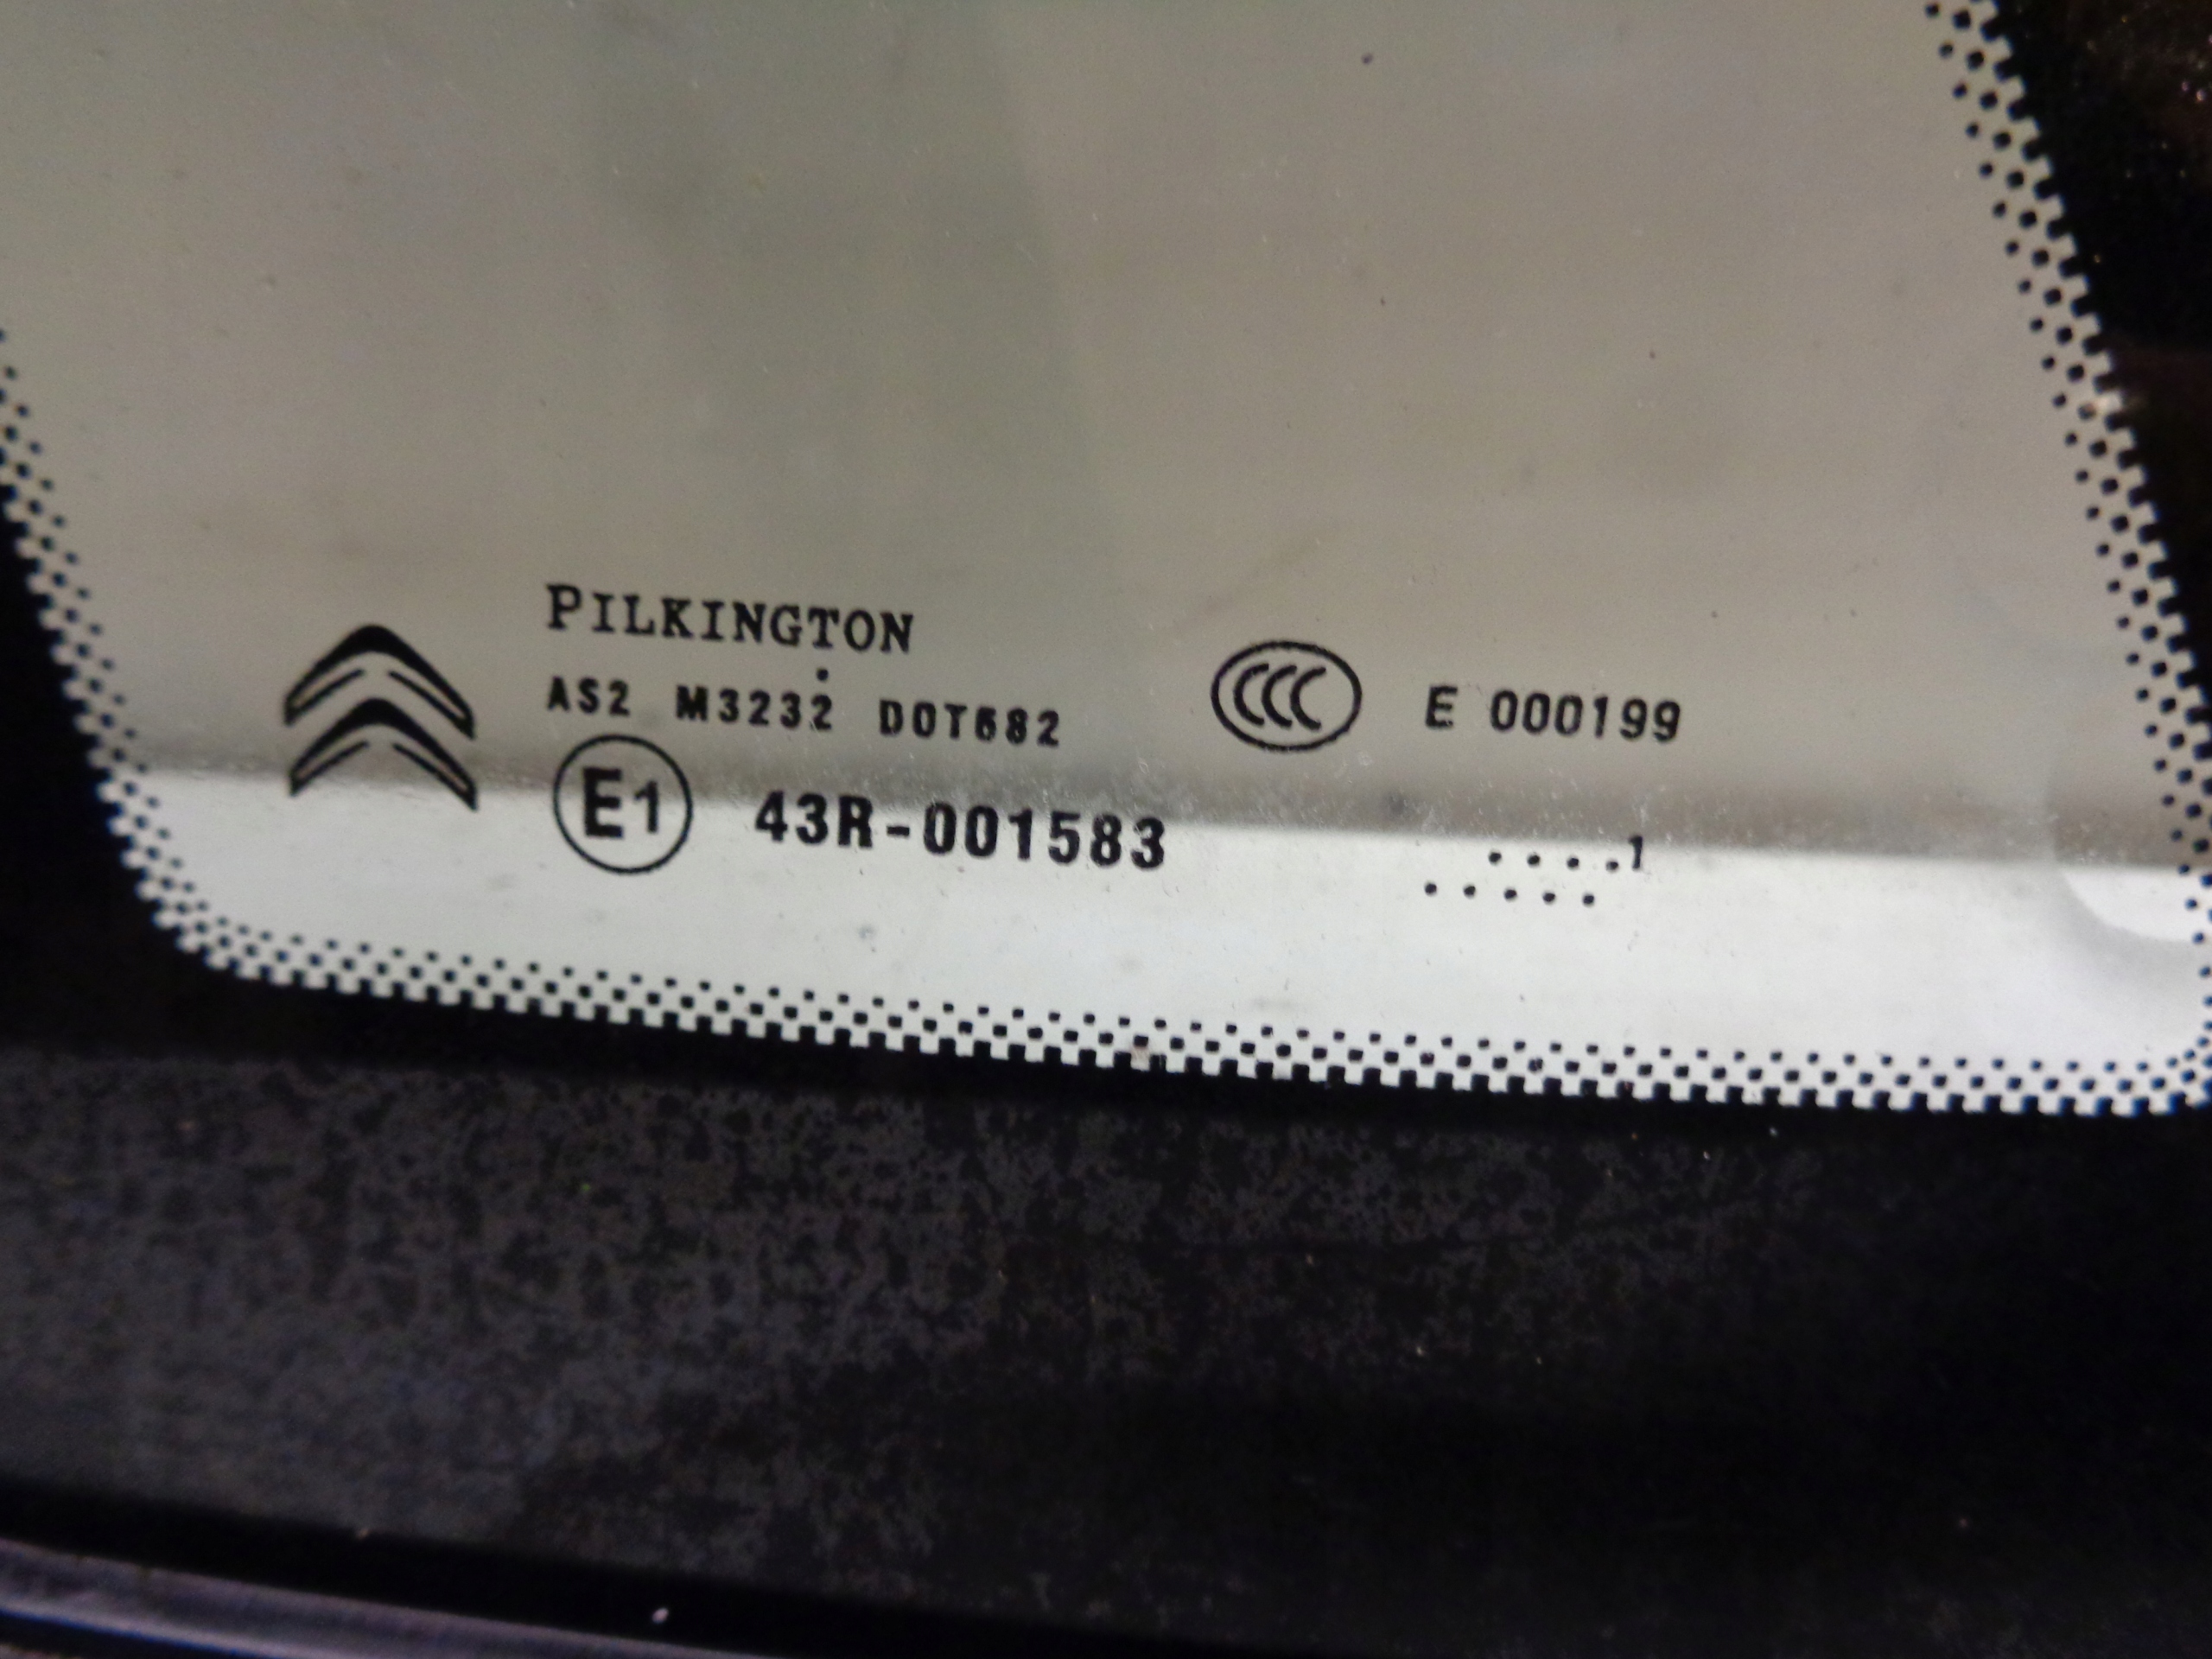 PILKINGTON
AS2 M3232 DOT682
CCC E 000199
E1 43R-001583
....1
.....